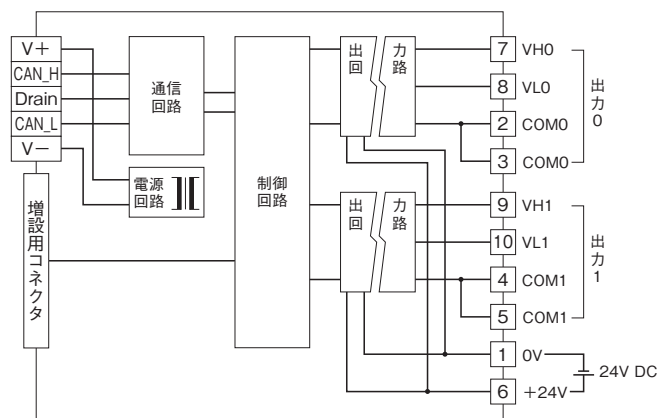 V+
CAN_H
Drain
CAN_L
V−
通信
回路
電源
回路
増設用コネクタ
制御
回路
出力
回路
出力
回路
7 VH0
8 VL0
2 COM0
3 COM0
出力0
9 VH1
10 VL1
4 COM1
5 COM1
出力1
1 0V
6 +24V
24V DC